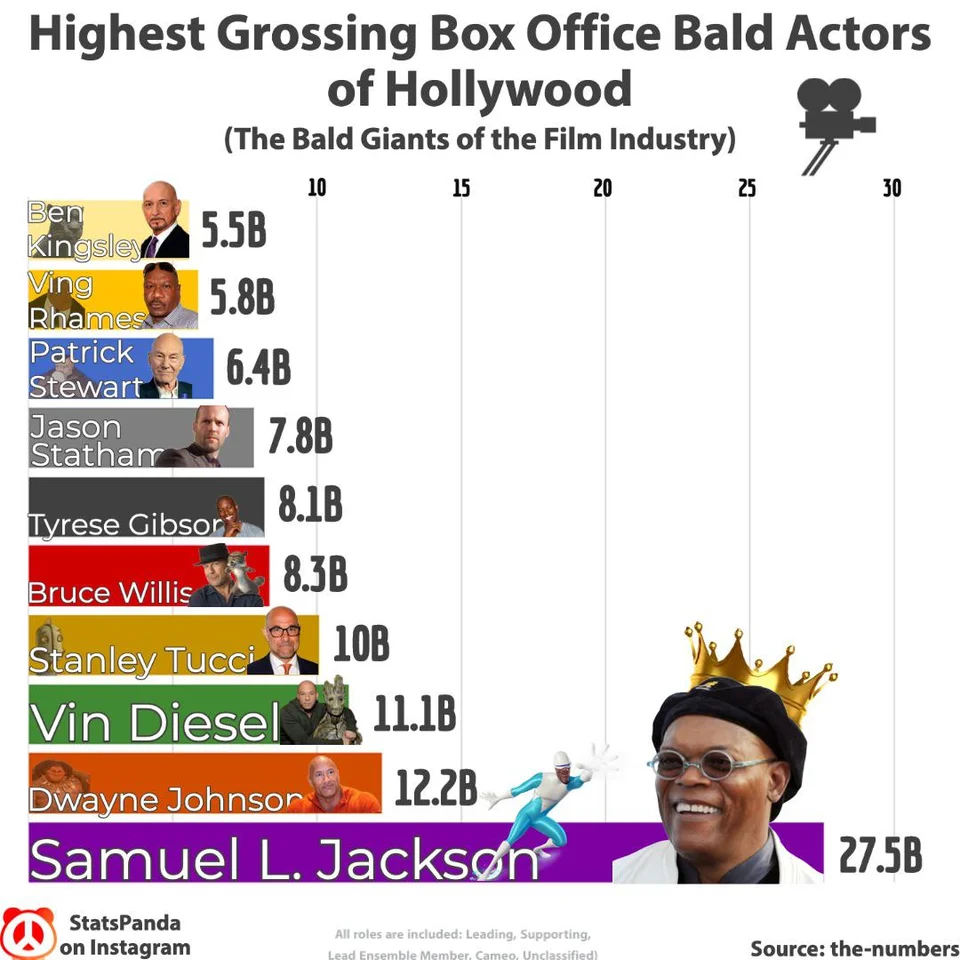 Highest Grossing Box Office Bald Actors
of Hollywood
(The Bald Giants of the Film Industry)
10 15 20 25 30
Ben
Kingsley
5.5B
Ving
Rhames
5.8B
Patrick
Stewart
6.4B
Jason
Statham
7.8B
Tyrese Gibson
8.1B
Bruce Willis
8.3B
Stanley Tucci
10B
Vin Diesel
11.1B
Dwayne Johnson
12.2B
Samuel L. Jackson
27.5B
StatsPanda
on Instagram
All roles are included: Leading, Supporting,
Lead Ensemble Member, Cameo, Unclassified)
Source: the-numbers